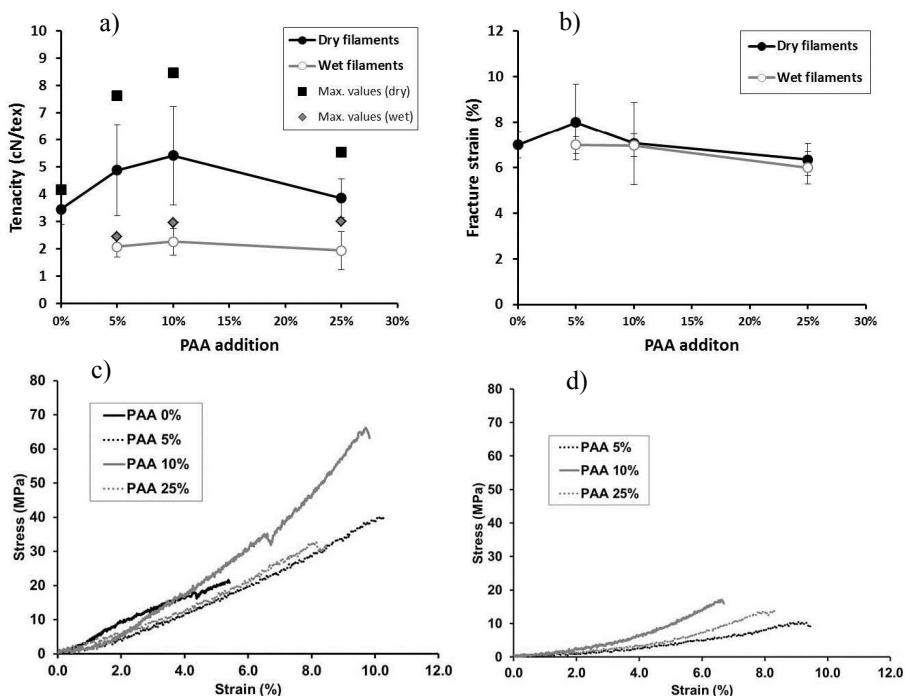 a)
10
9
8
7
6
5
4
3
2
1
0
Tenacity (cN/tex)
Dry filaments
Wet filaments
Max. values (dry)
Max. values (wet)
0%
5%
10%
15%
20%
25%
30%
PAA addition
b)
12
10
8
6
4
2
0
Fracture strain (%)
Dry filaments
Wet filaments
0%
5%
10%
15%
20%
25%
30%
PAA additon
c)
80
70
60
50
40
30
20
10
0
Stress (MPa)
PAA 0%
PAA 5%
PAA 10%
PAA 25%
0.0
2.0
4.0
6.0
8.0
10.0
12.0
Strain (%)
d)
80
70
60
50
40
30
20
10
0
Stress (MPa)
PAA 5%
PAA 10%
PAA 25%
0.0
2.0
4.0
6.0
8.0
10.0
12.0
Strain (%)